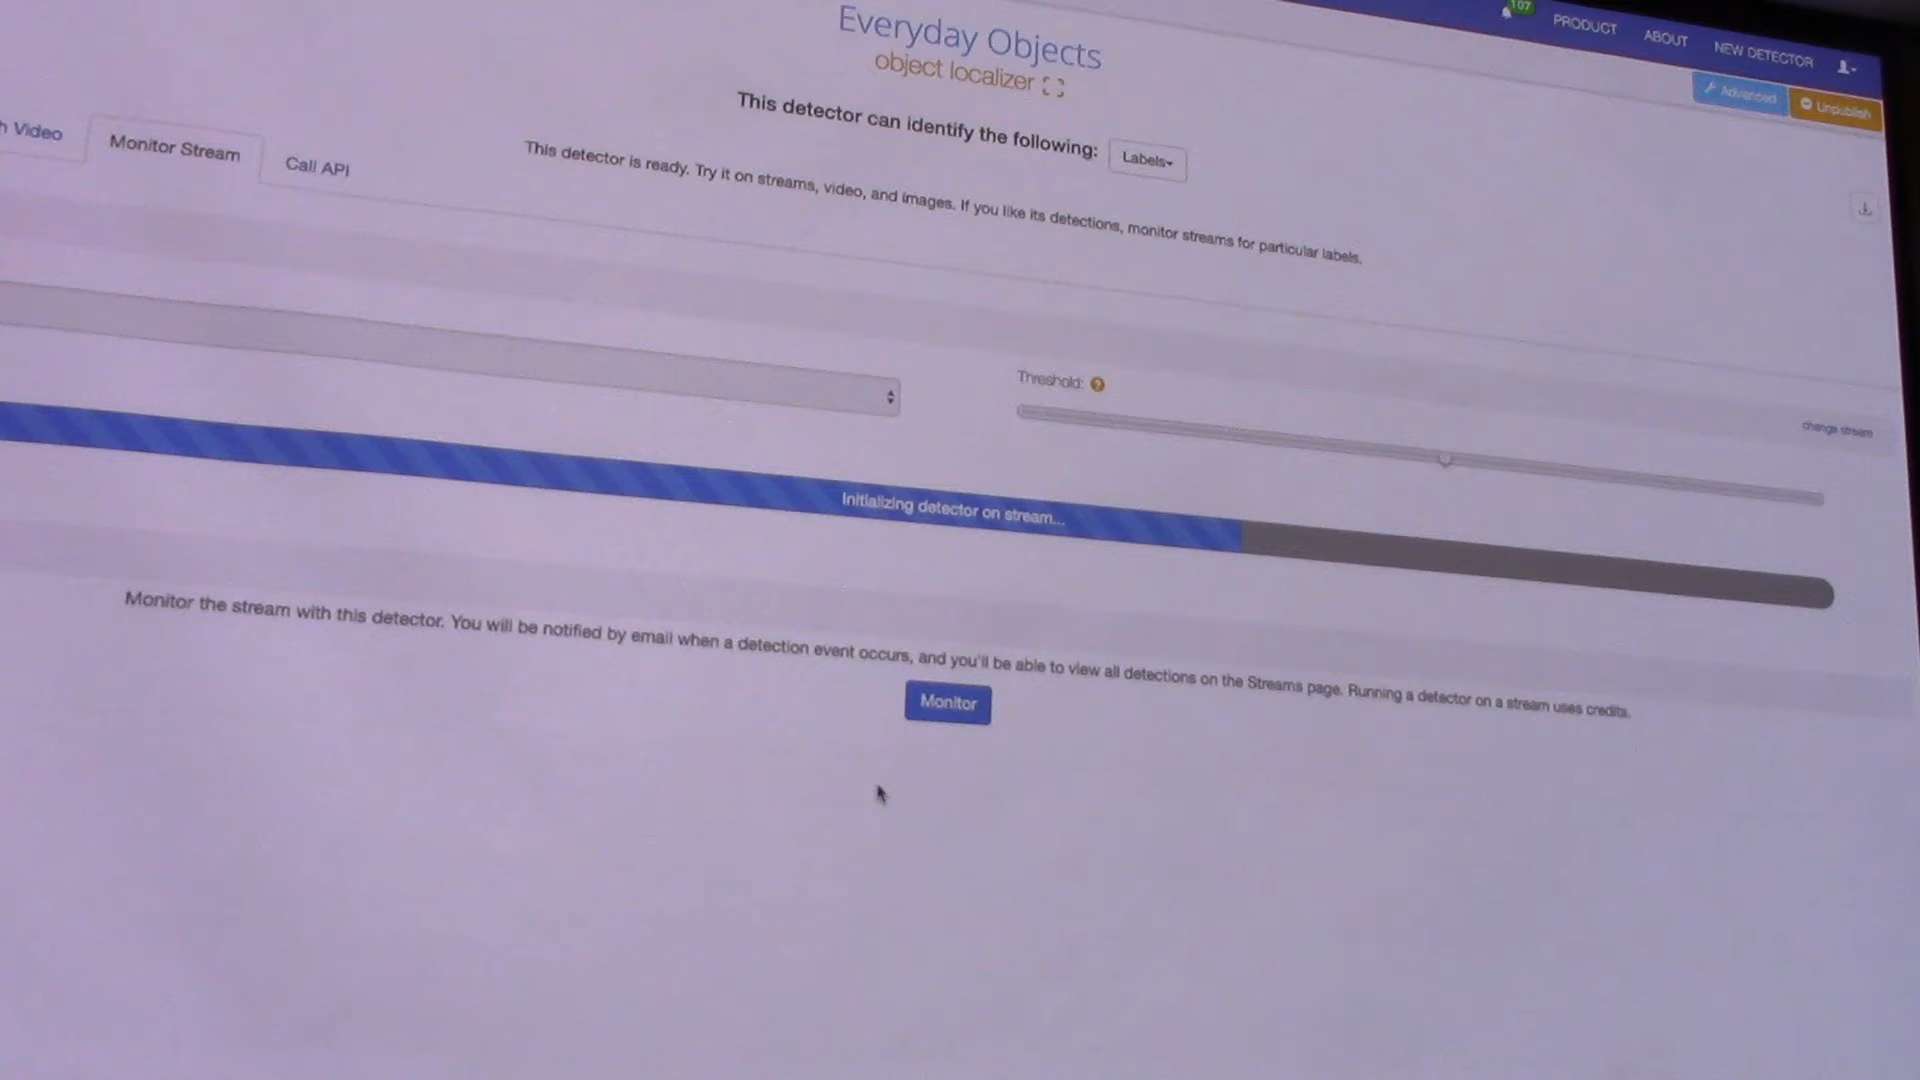 107
PRODUCT
ABOUT
NEW DETECTOR
Everyday Objects
object localizer
Advanced
Unpublish
This detector can identify the following:
Labels
Video
Monitor Stream
Call API
This detector is ready. Try it on streams, video, and images. If you like its detections, monitor streams for particular labels.
Threshold:
change stream
Initializing detector on stream...
Monitor the stream with this detector. You will be notified by email when a detection event occurs, and you'll be able to view all detections on the Streams page. Running a detector on a stream uses credits.
Monitor